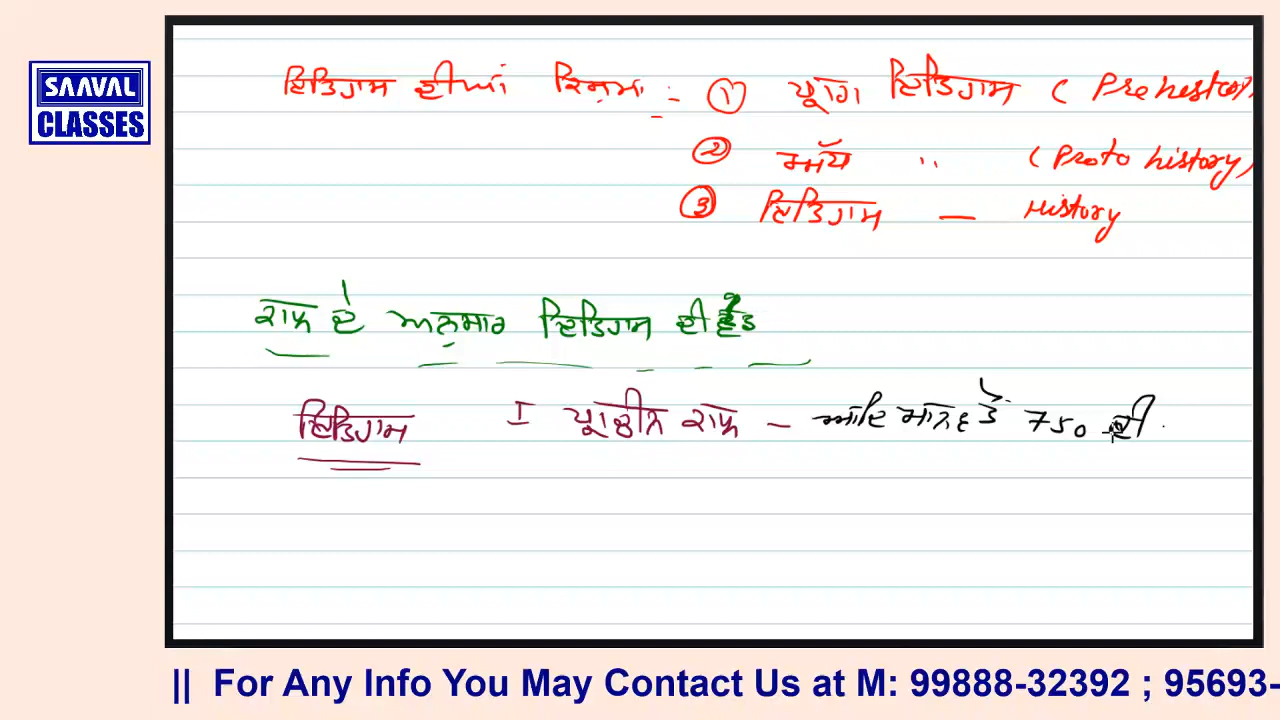 SAAVAL
CLASSES
ਇਤਿਹਾਸ ਦੀਆਂ ਕਿਸਮਾਂ :- ① ਪ੍ਰਾਗ ਇਤਿਹਾਸ (Prehistory
② ਮੱਧ " (Proto history)
③ ਇਤਿਹਾਸ — History
ਕਾਲ ਦੇ ਅਨੁਸਾਰ ਇਤਿਹਾਸ ਦੀ ਵੰਡ
ਇਤਿਹਾਸ I ਪ੍ਰਾਚੀਨ ਕਾਲ - ਆਦਿ ਮਾਨਵ ਤੋਂ 750 ਈ.
|| For Any Info You May Contact Us at M: 99888-32392 ; 95693-